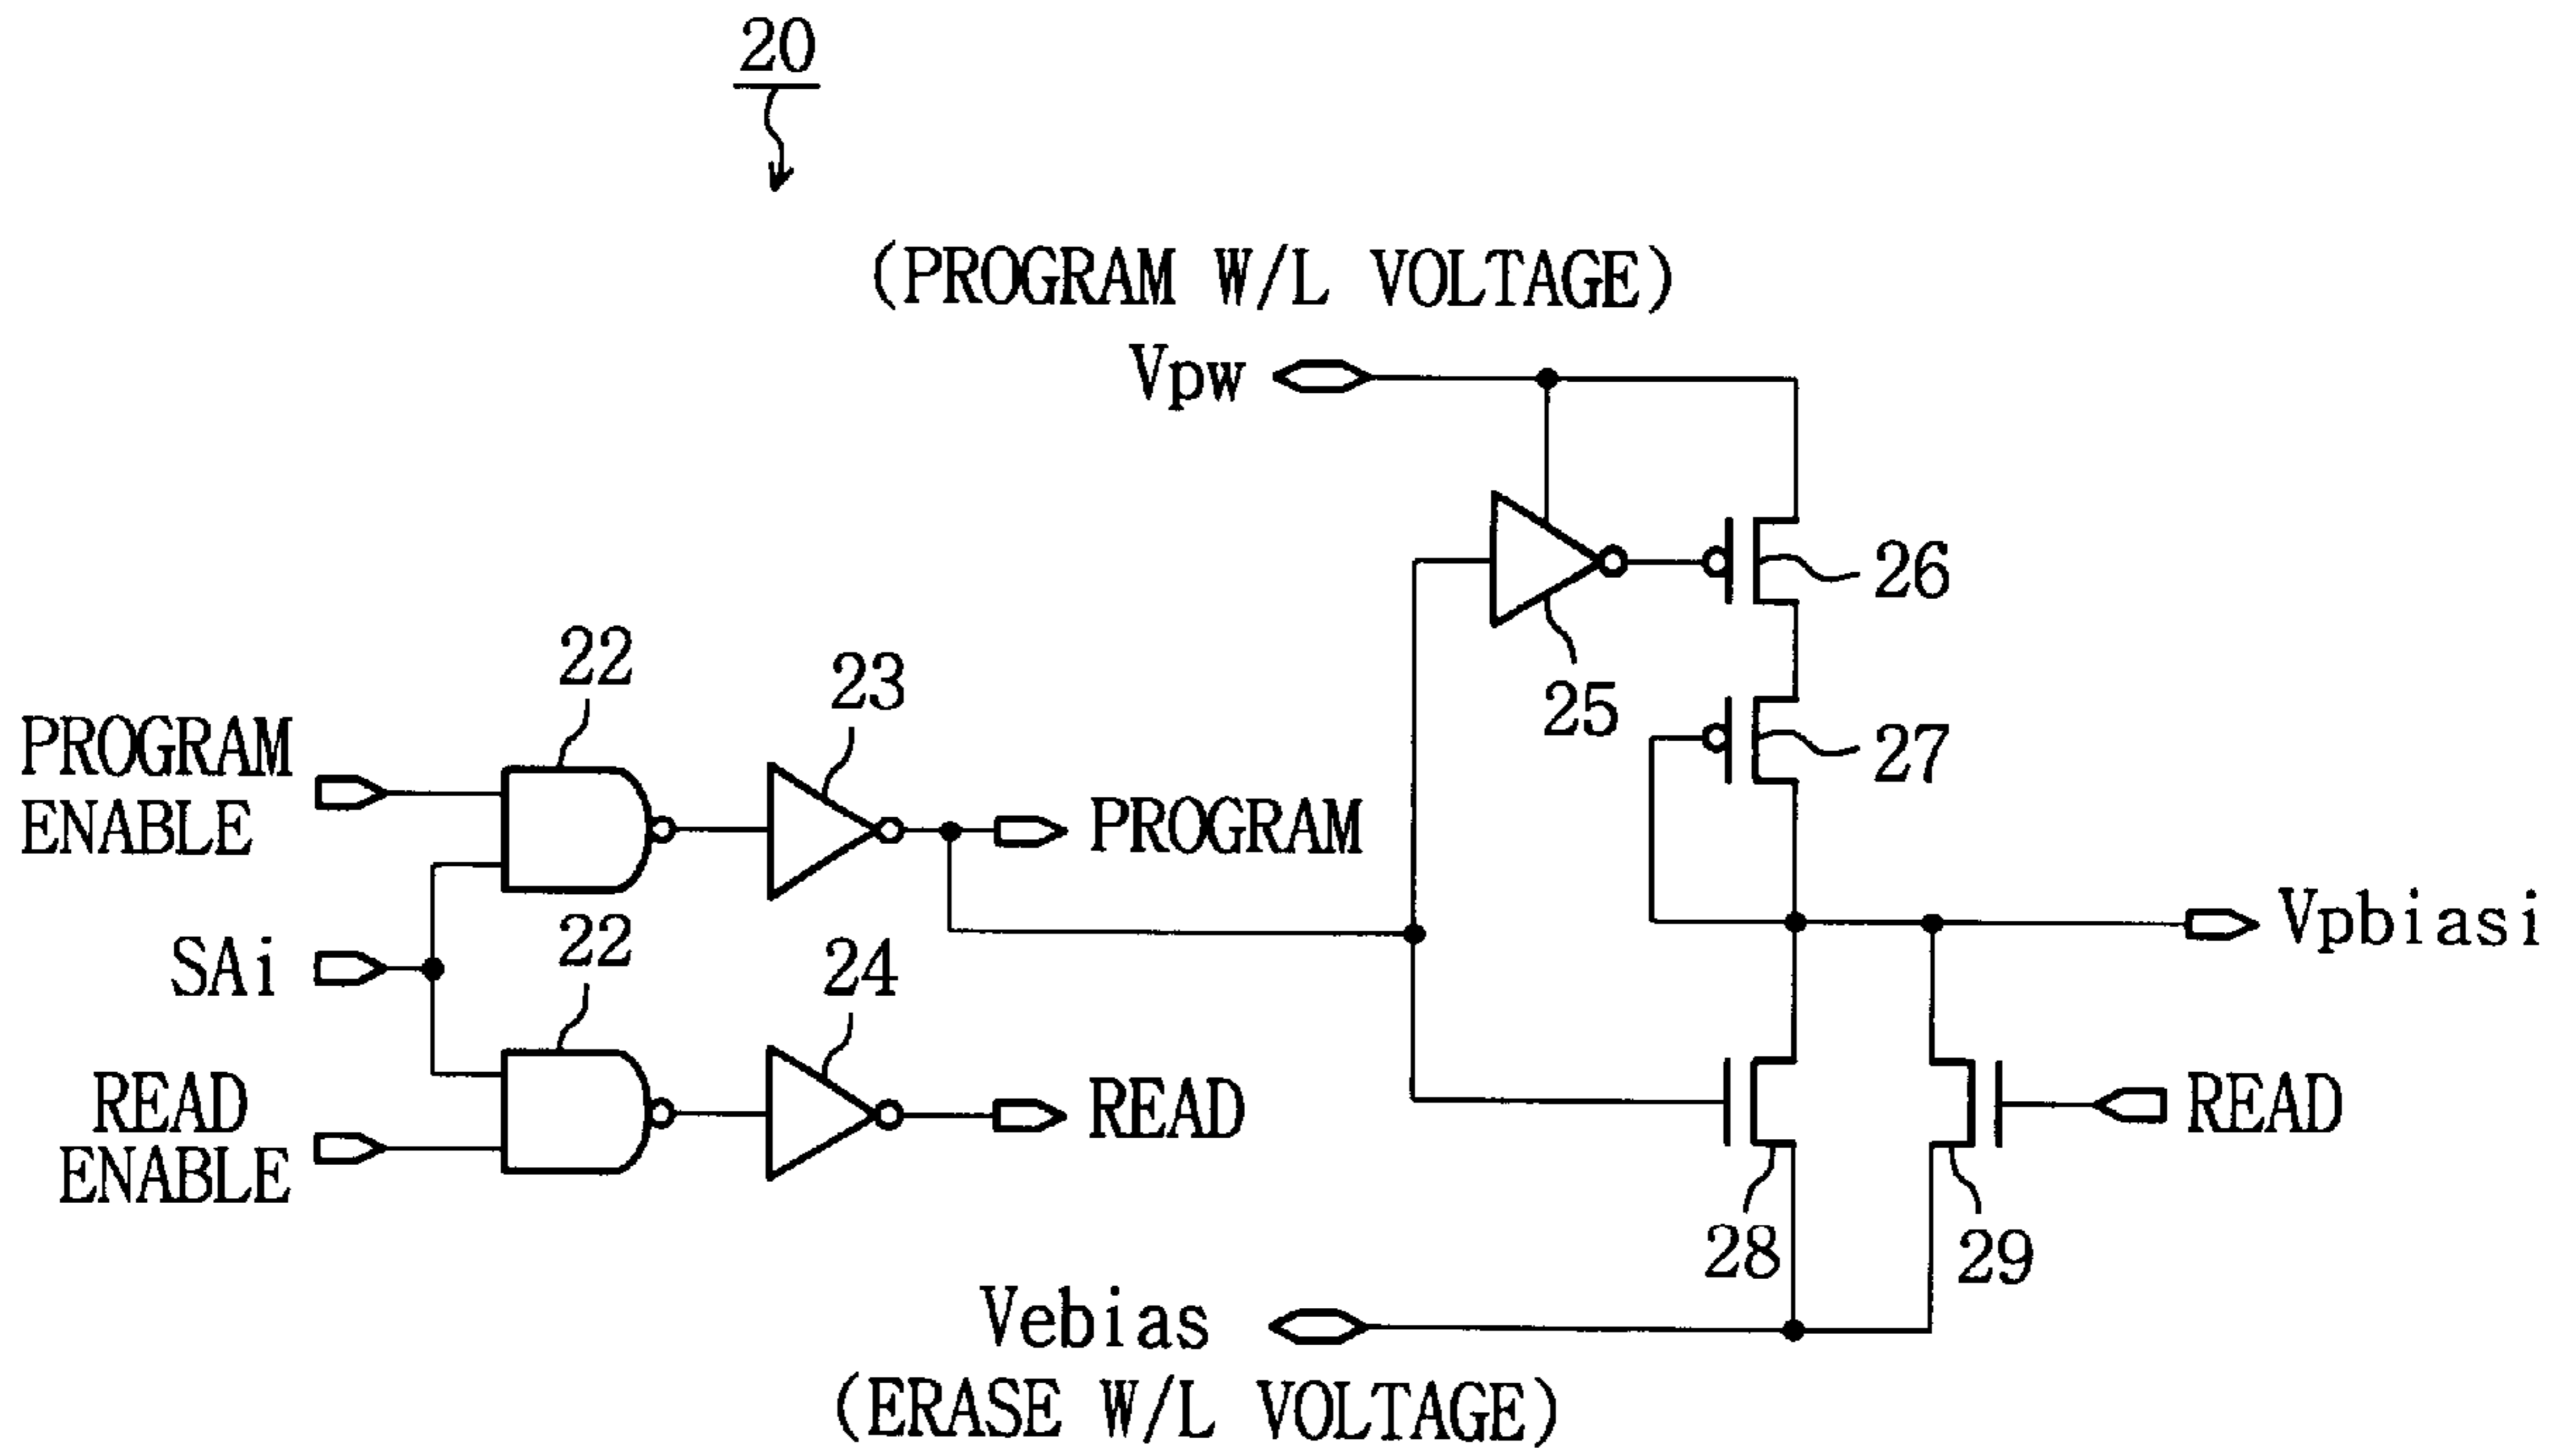 20
(PROGRAM W/L VOLTAGE)
Vpw
26
25
27
22
23
PROGRAM
ENABLE
PROGRAM
Vpbiasi
SAi
22
24
READ
ENABLE
READ
READ
28
29
Vebias
(ERASE W/L VOLTAGE)